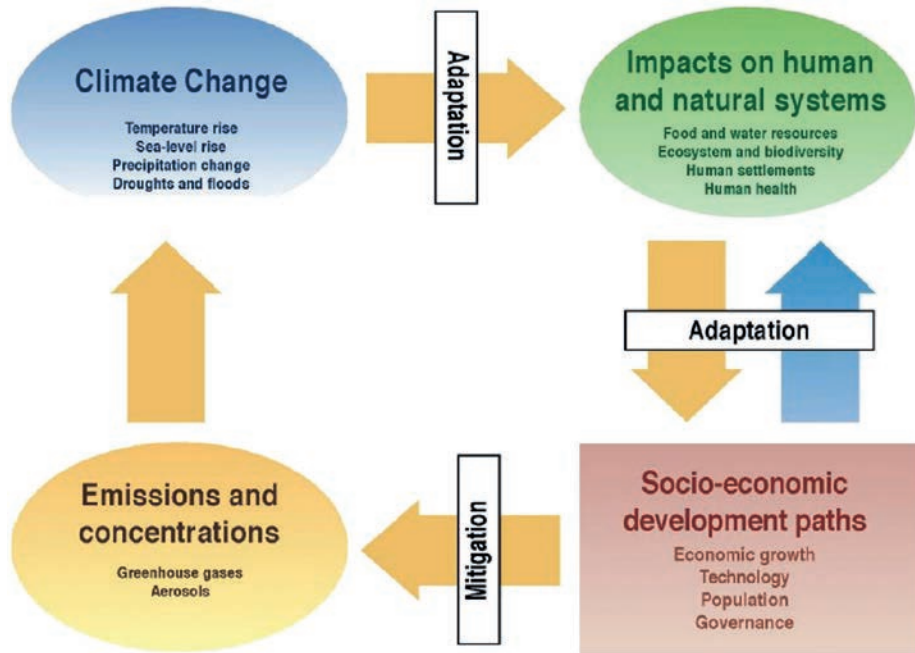 Climate Change
Temperature rise
Sea-level rise
Precipitation change
Droughts and floods
Adaptation
Impacts on human
and natural systems
Food and water resources
Ecosystem and biodiversity
Human settlements
Human health
Adaptation
Emissions and
concentrations
Greenhouse gases
Aerosols
Mitigation
Socio-economic
development paths
Economic growth
Technology
Population
Governance